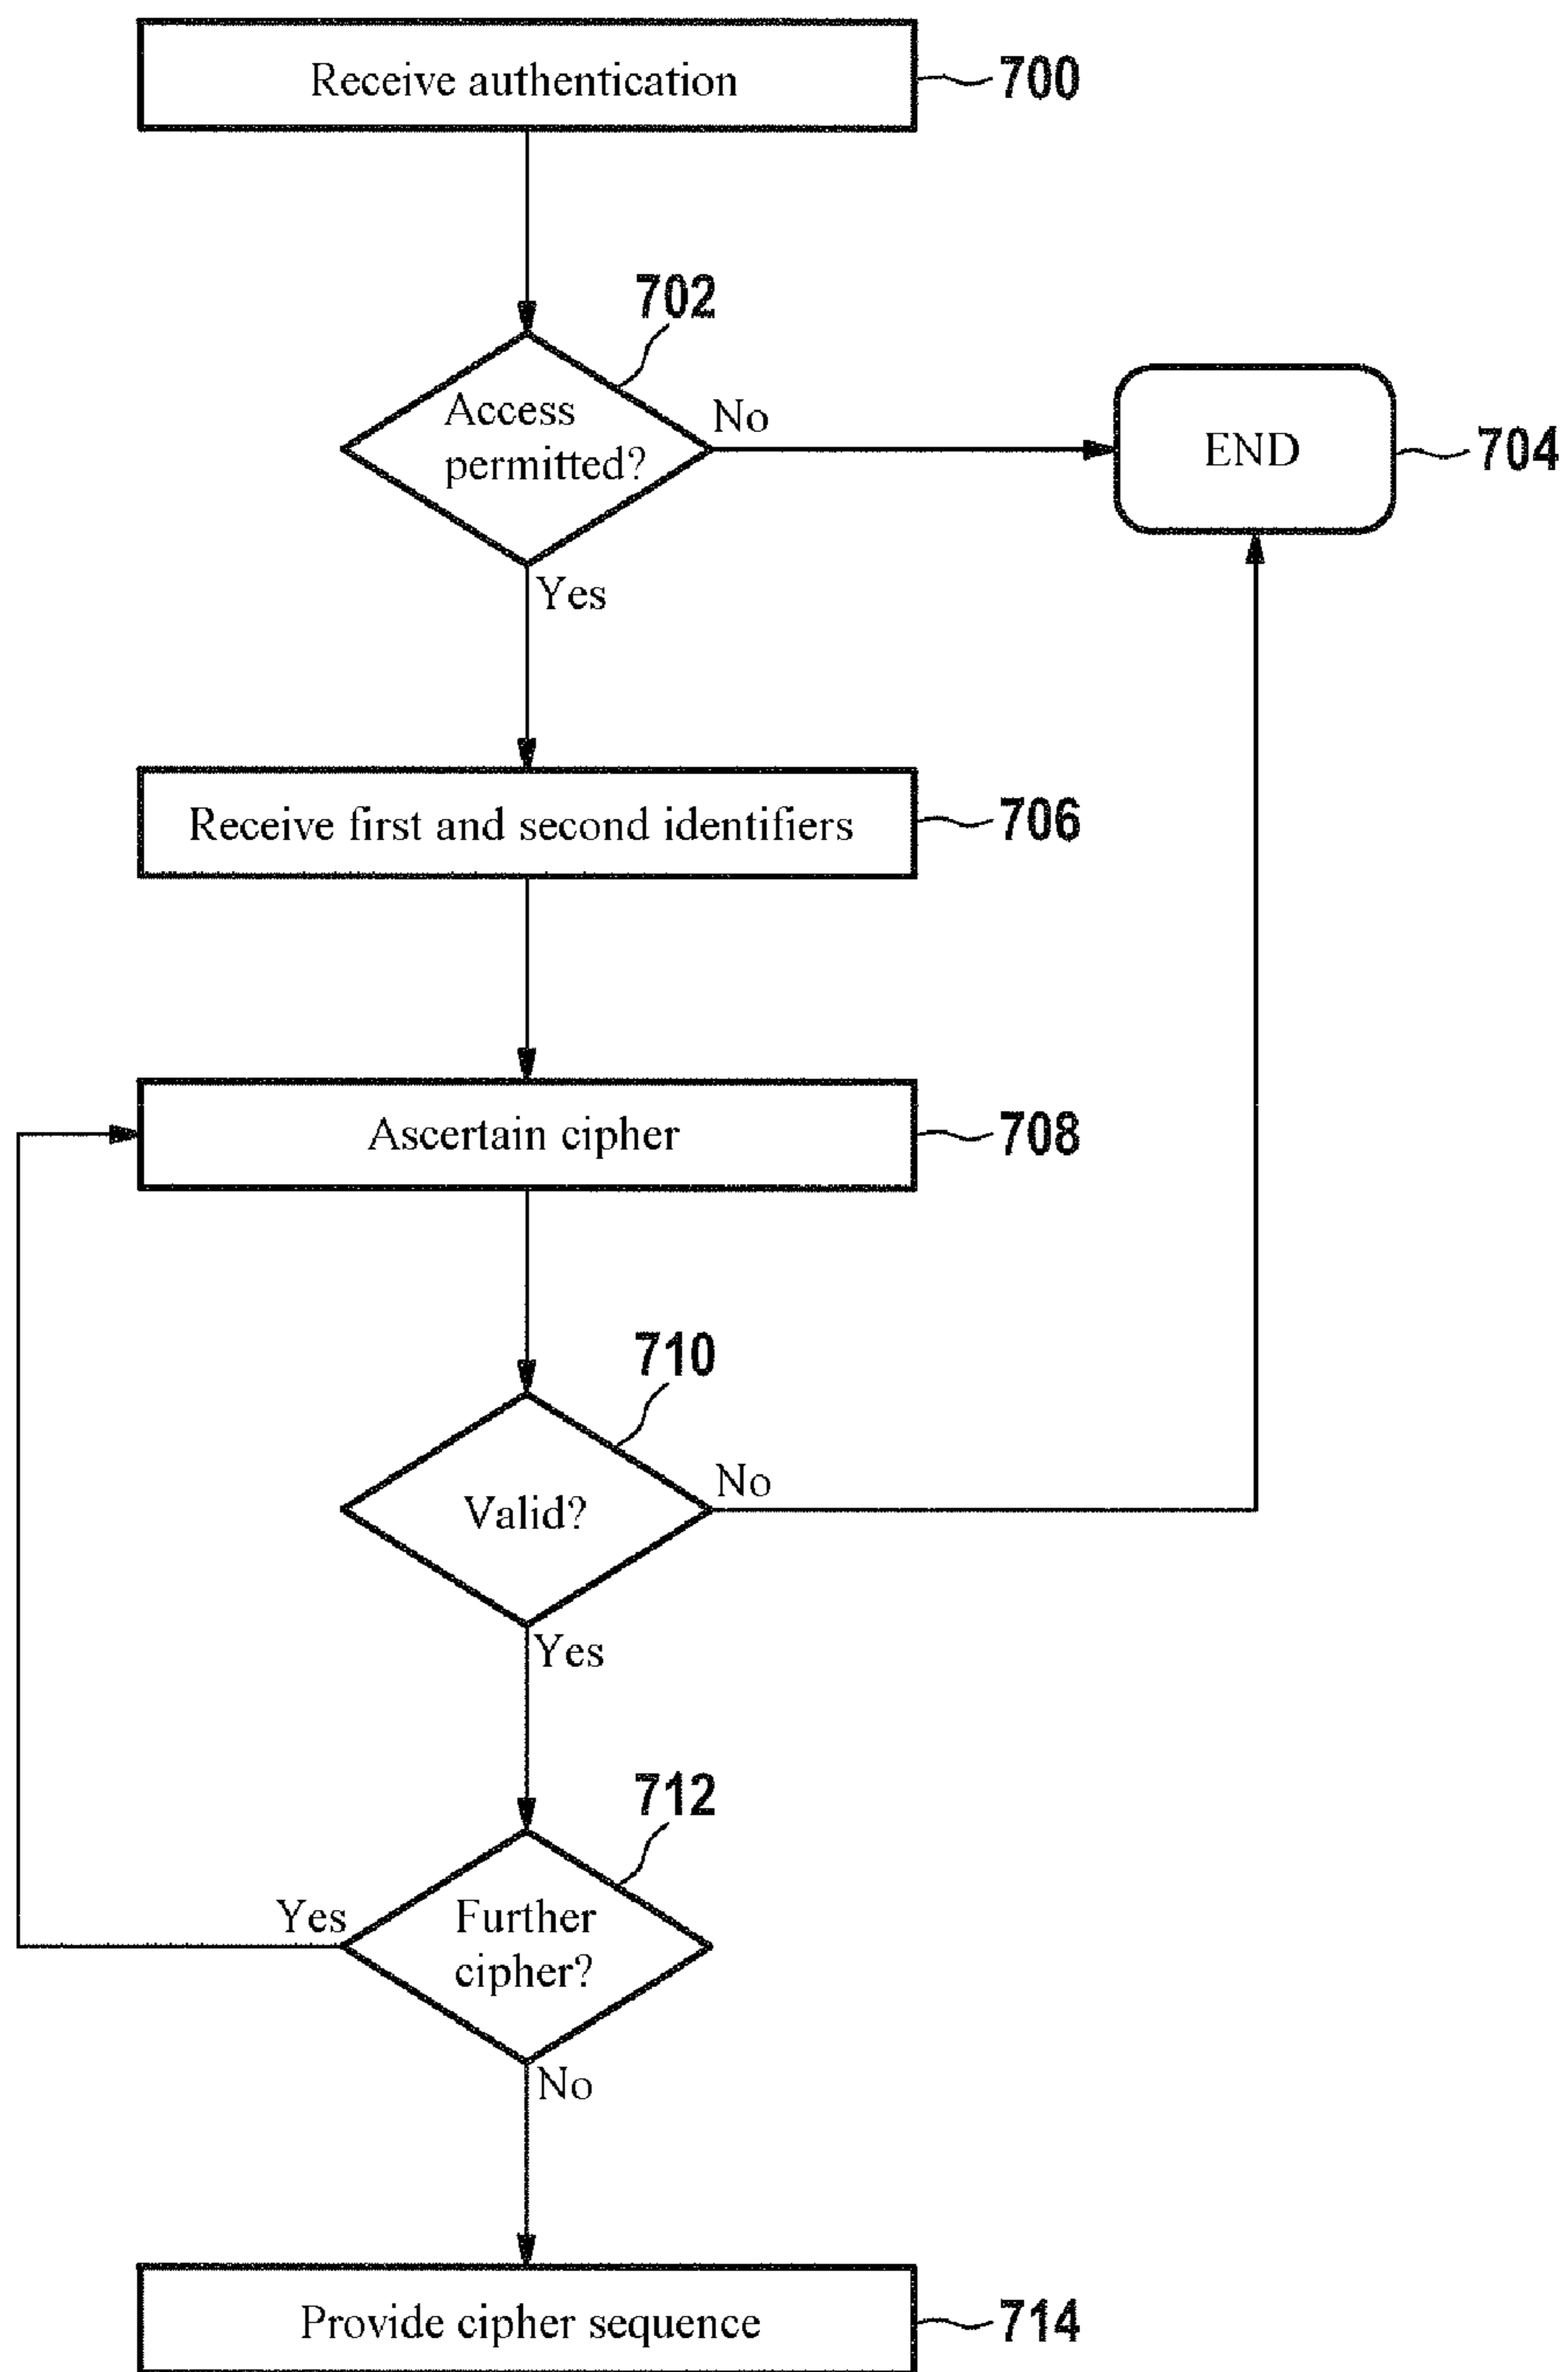 Receive authentication
700
702
Access
permitted?
No
END
704
Yes
Receive first and second identifiers
706
Ascertain cipher
708
710
Valid?
No
Yes
712
Yes
Further
cipher?
No
Provide cipher sequence
714